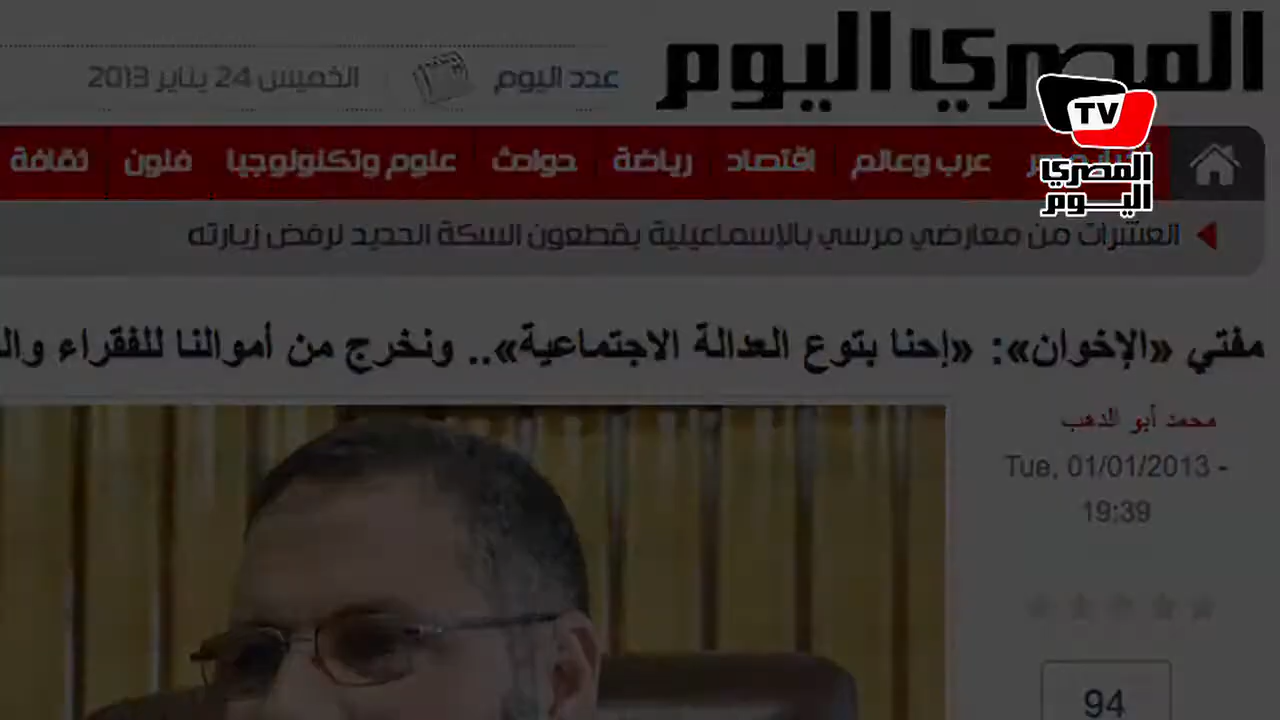 المصري اليوم
عدد اليوم
الخميس 24 يناير 2013
TV
المصري
اليوم
عرب وعالم
اقتصاد
رياضة
حوادث
علوم وتكنولوجيا
فنون
ثقافة
العشرات من معارضي مرسي بالإسماعيلية يقطعون السكة الحديد لرفض زيارته
مفتي «الإخوان»: «إحنا بتوع العدالة الاجتماعية».. ونخرج من أموالنا للفقراء
محمد أبو الدهب
Tue, 01/01/2013 -
19:39
94